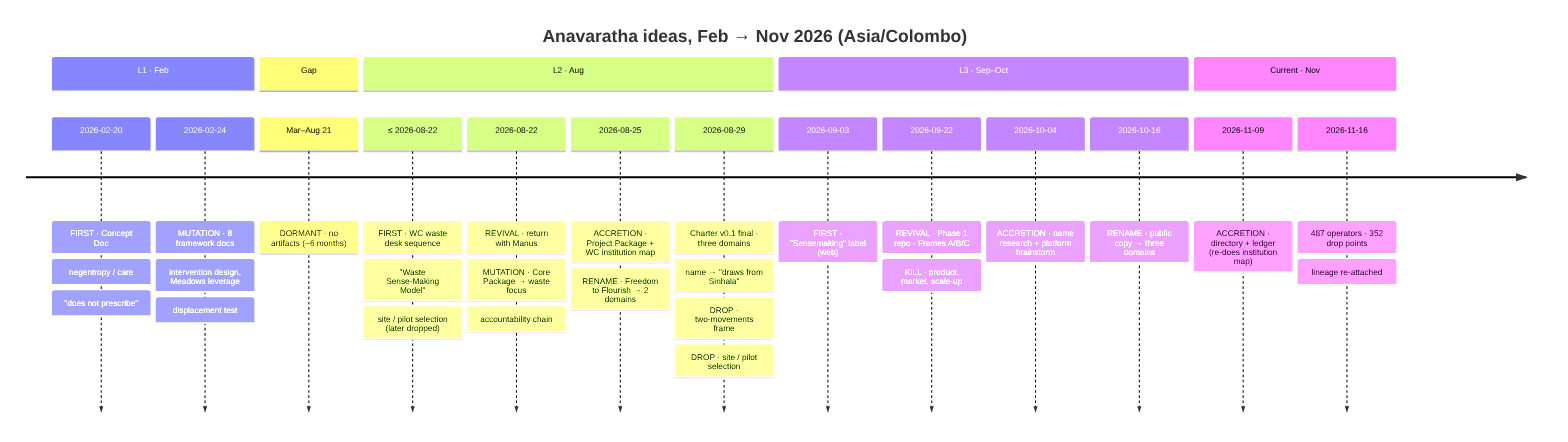 Anavaratha ideas, Feb → Nov 2026 (Asia/Colombo)
L1 · Feb
Gap
L2 · Aug
L3 · Sep–Oct
Current · Nov
2026-02-20
2026-02-24
Mar–Aug 21
≤ 2026-08-22
2026-08-22
2026-08-25
2026-08-29
2026-09-03
2026-09-22
2026-10-04
2026-10-16
2026-11-09
2026-11-16
FIRST · Concept
Doc
negentropy / care
"does not prescribe"
MUTATION · 8
framework docs
intervention design,
Meadows leverage
displacement test
DORMANT · no
artifacts (~6 months)
FIRST · WC waste
desk sequence
"Waste
Sense-Making
Model"
site / pilot selection
(later dropped)
REVIVAL · return
with Manus
MUTATION · Core
Package → waste
focus
accountability chain
ACCRETION ·
Project Package +
WC institution map
RENAME · Freedom
to Flourish → 2
domains
Charter v0.1 final ·
three domains
name → "draws from
Sinhala"
DROP ·
two-movements
frame
DROP · site / pilot
selection
FIRST ·
"Sensemaking" label
(web)
REVIVAL · Phase 1
repo · Frames A/B/C
KILL · product,
market, scale-up
ACCRETION · name
research + platform
brainstorm
RENAME · public
copy → three
domains
ACCRETION ·
directory + ledger
(re-does institution
map)
487 operators · 352
drop points
lineage re-attached